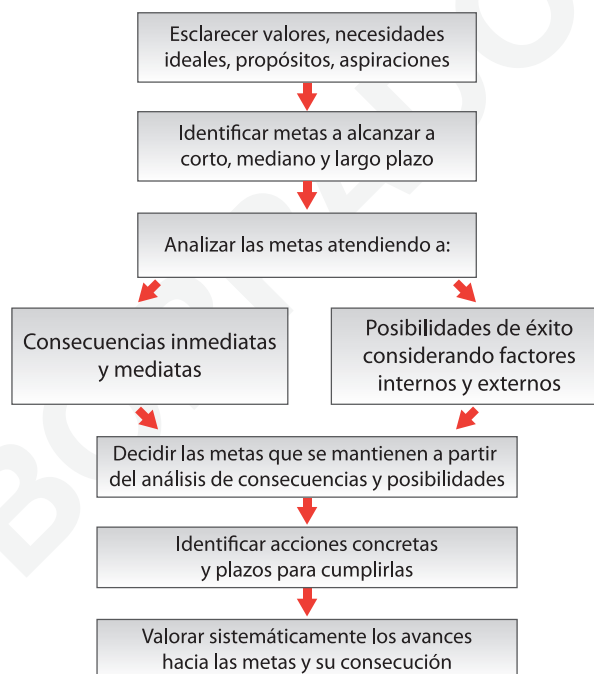 Esclarecer valores, necesidades
ideales, propósitos, aspiraciones
Identificar metas a alcanzar a
corto, mediano y largo plazo
Analizar las metas atendiendo a:
Consecuencias inmediatas
y mediatas
Posibilidades de éxito
considerando factores
internos y externos
Decidir las metas que se mantienen a partir
del análisis de consecuencias y posibilidades
Identificar acciones concretas
y plazos para cumplirlas
Valorar sistemáticamente los avances
hacia las metas y su consecución